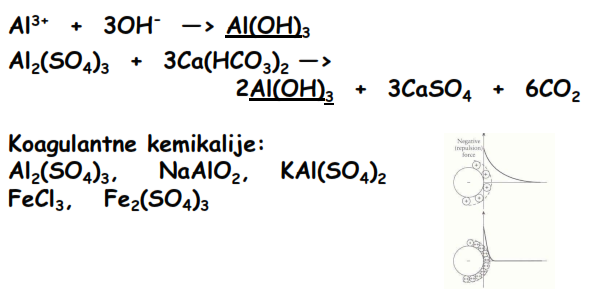 Al³⁺ + 3OH⁻ —> Al(OH)₃
Al₂(SO₄)₃ + 3Ca(HCO₃)₂ —>
2Al(OH)₃ + 3CaSO₄ + 6CO₂
Koagulantne kemikalije:
Al₂(SO₄)₃, NaAlO₂, KAl(SO₄)₂
FeCl₃, Fe₂(SO₄)₃
Negative
(repulsion)
force